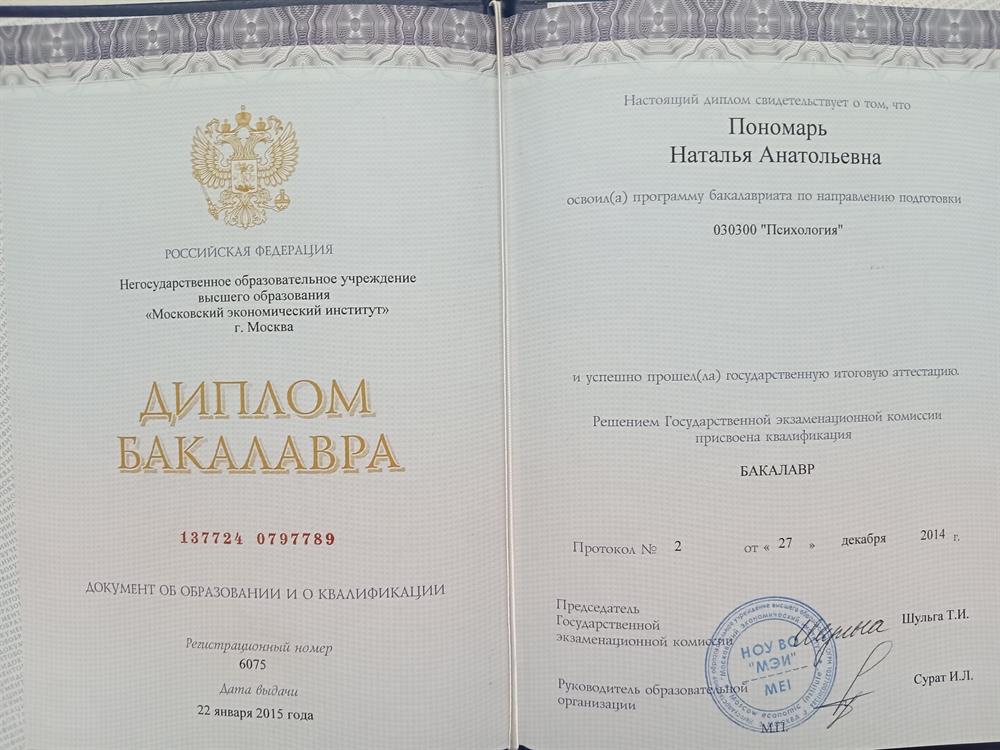 РОССИЙСКАЯ ФЕДЕРАЦИЯ
Негосударственное образовательное учреждение
высшего образования
«Московский экономический институт»
г. Москва
ДИПЛОМ
БАКАЛАВРА
137724 0797789
ДОКУМЕНТ ОБ ОБРАЗОВАНИИ И О КВАЛИФИКАЦИИ
Регистрационный номер
6075
Дата выдачи
22 января 2015 года
Настоящий диплом свидетельствует о том, что
Пономарь
Наталья Анатольевна
освоил(а) программу бакалавриата по направлению подготовки
030300 "Психология"
и успешно прошел(ла) государственную итоговую аттестацию.
Решением Государственной экзаменационной комиссии
присвоена квалификация
БАКАЛАВР
Протокол № 2 от « 27 » декабря 2014 г.
Председатель
Государственной
экзаменационной комиссии
Шульга Т.И.
Руководитель образовательной
организации
Сурат И.Л.
М.П.
НОУ ВО
"МЭИ"
MEI